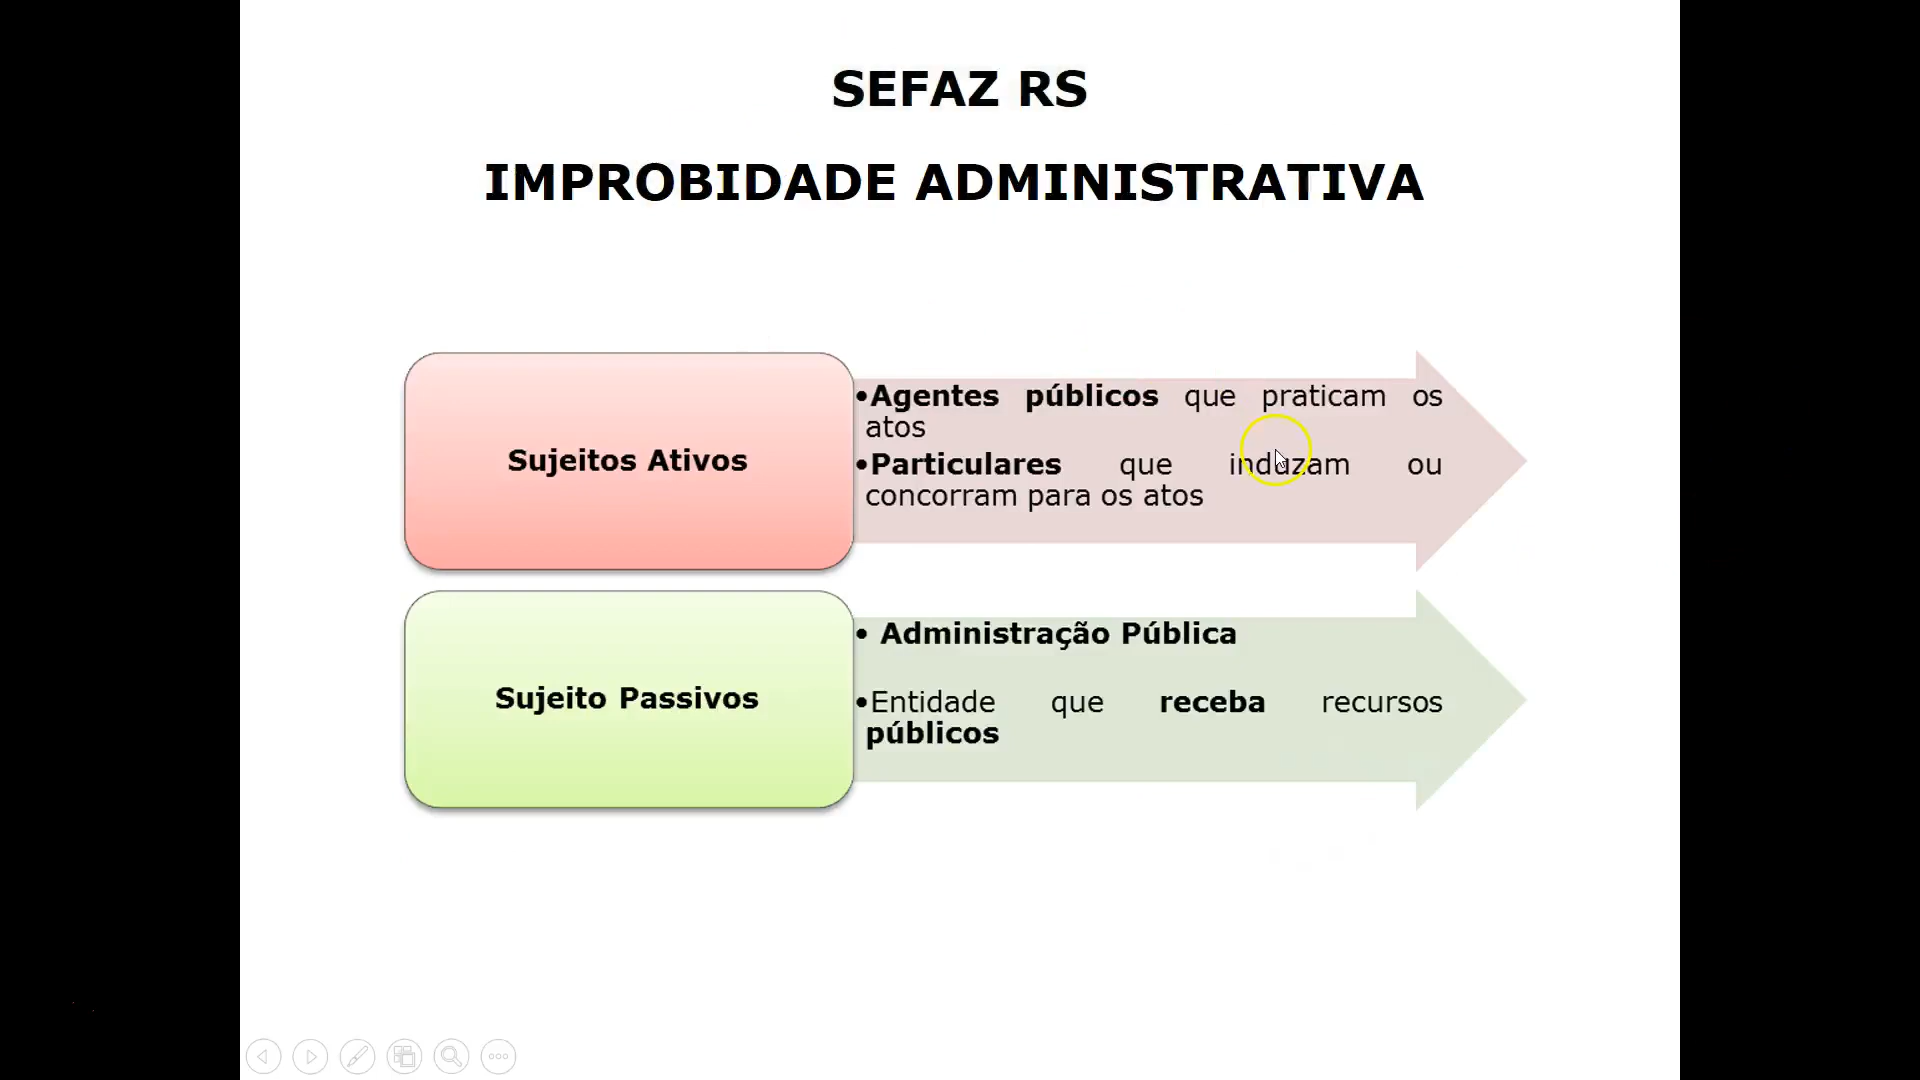 SEFAZ RS
IMPROBIDADE ADMINISTRATIVA
Sujeitos Ativos
•Agentes públicos que praticam os
atos
•Particulares que induzam ou
concorram para os atos
Sujeito Passivos
• Administração Pública
•Entidade que receba recursos
públicos